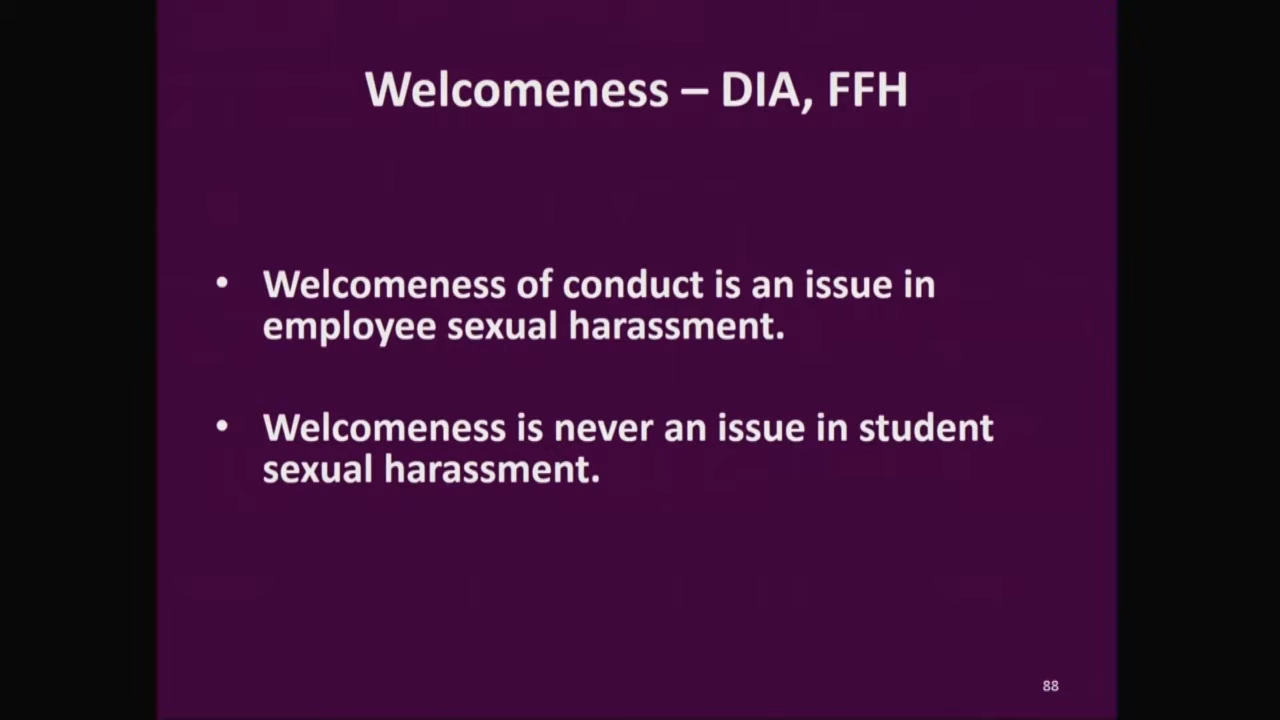 Welcomeness – DIA, FFH
• Welcomeness of conduct is an issue in
employee sexual harassment.
• Welcomeness is never an issue in student
sexual harassment.
88